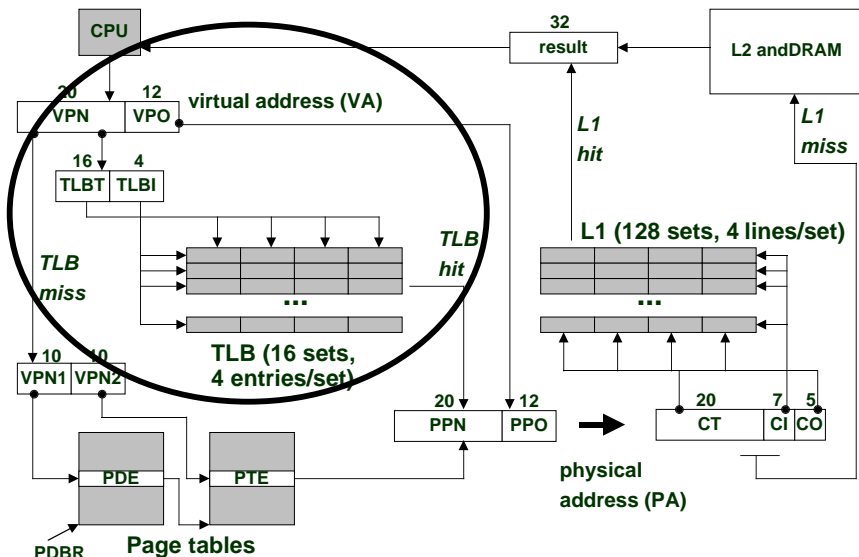 CPU
32
result
L2 andDRAM
20
12
VPN
VPO
virtual address (VA)
16
4
TLBT
TLBI
L1
hit
L1
miss
TLB
miss
TLB
hit
L1 (128 sets, 4 lines/set)
...
...
TLB (16 sets,
4 entries/set)
10
10
VPN1
VPN2
20
12
PPN
PPO
20
7
5
CT
CI
CO
physical
address (PA)
PDE
PTE
PDBR
Page tables